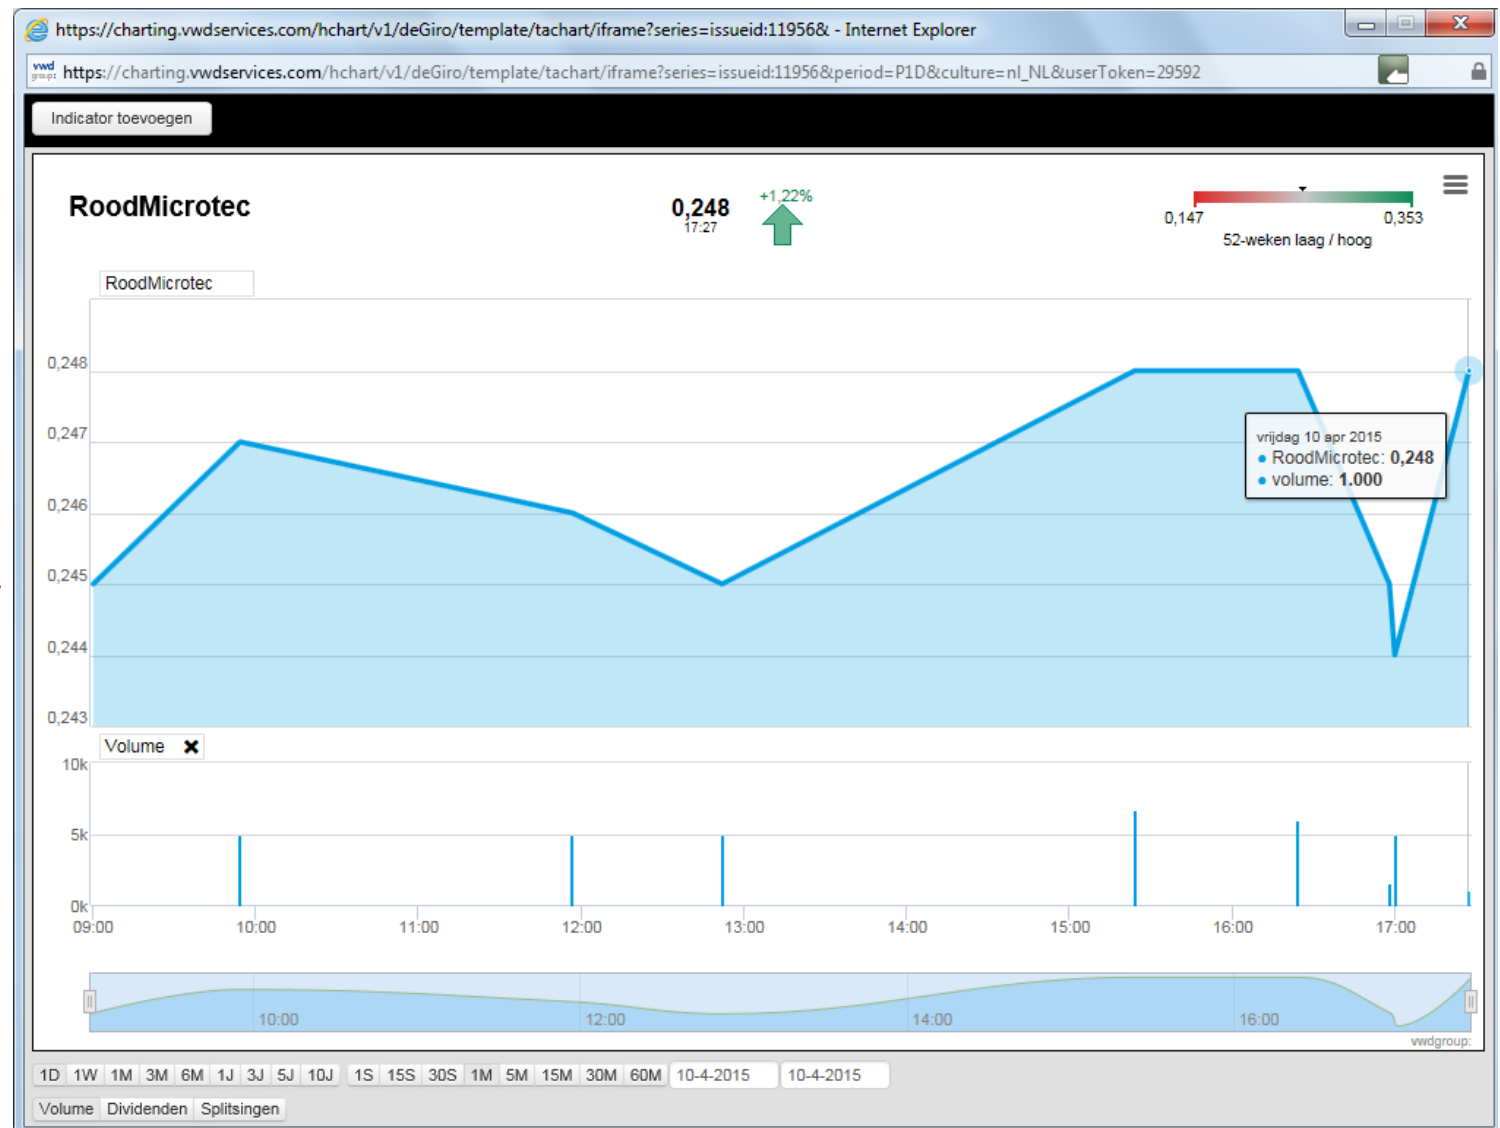 https://charting.vwdservices.com/hchart/v1/deGiro/template/tachart/iframe?series=issueid:11956& - Internet Explorer
vwd group: https://charting.vwdservices.com/hchart/v1/deGiro/template/tachart/iframe?series=issueid:11956&period=P1D&culture=nl_NL&userToken=29592
Indicator toevoegen
RoodMicrotec
0,248
17:27
+1,22%
0,147
0,353
52-weken laag / hoog
RoodMicrotec
0,248
0,247
0,246
0,245
0,244
0,243
vrijdag 10 apr 2015
• RoodMicrotec: 0,248
• volume: 1.000
Volume ✖
10k
5k
0k
09:00 10:00 11:00 12:00 13:00 14:00 15:00 16:00 17:00
10:00 12:00 14:00 16:00
vwdgroup:
1D 1W 1M 3M 6M 1J 3J 5J 10J 1S 15S 30S 1M 5M 15M 30M 60M 10-4-2015 10-4-2015
Volume Dividenden Splitsingen